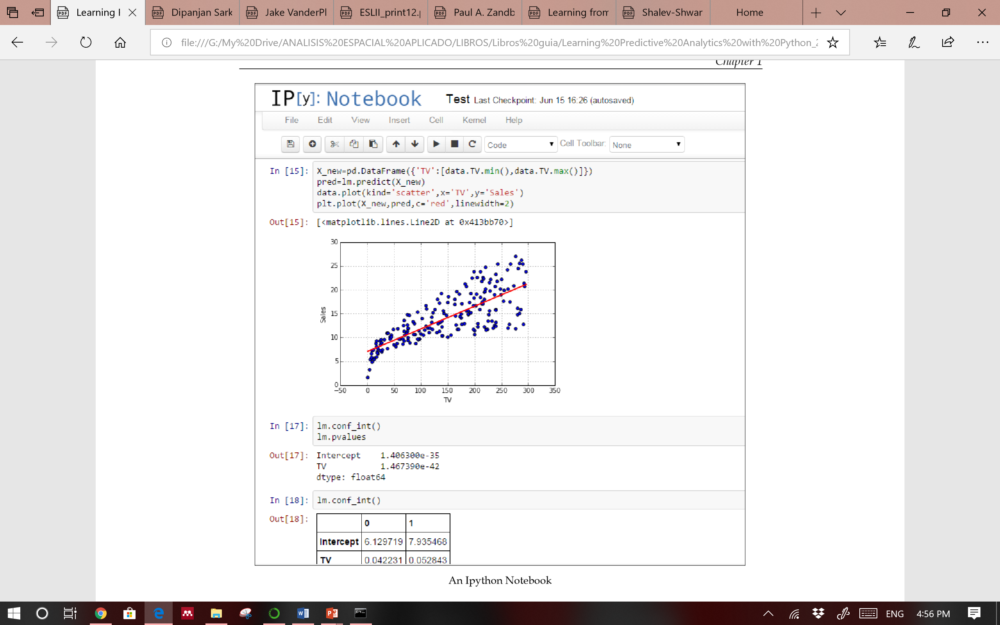 Learning
Dipanjan Sark
Jake VanderPl
ESLII_print12.
Paul A. Zandb
Learning from
Shalev-Shwar
Home
file:///G:/My%20Drive/ANALISIS%20ESPACIAL%20APLICADO/LIBROS/Libros%20guia/Learning%20Predictive%20Analytics%20with%20Python_
Chapter 1
IP[y]: Notebook
Test Last Checkpoint: Jun 15 16:26 (autosaved)
File Edit View Insert Cell Kernel Help
Code Cell Toolbar: None
In [15]: X_new=pd.DataFrame({'TV':[data.TV.min(),data.TV.max()]})
pred=lm.predict(X_new)
data.plot(kind='scatter',x='TV',y='Sales')
plt.plot(X_new,pred,c='red',linewidth=2)
Out[15]: [<matplotlib.lines.Line2D at 0x413bb70>]
30
25
20
15
10
5
0
Sales
-50 0 50 100 150 200 250 300 350
TV
In [17]: lm.conf_int()
lm.pvalues
Out[17]: Intercept 1.406300e-35
TV 1.467390e-42
dtype: float64
In [18]: lm.conf_int()
Out[18]:
0 1
Intercept 6.129719 7.935468
TV 0.042231 0.052843
An Ipython Notebook
ENG 4:56 PM